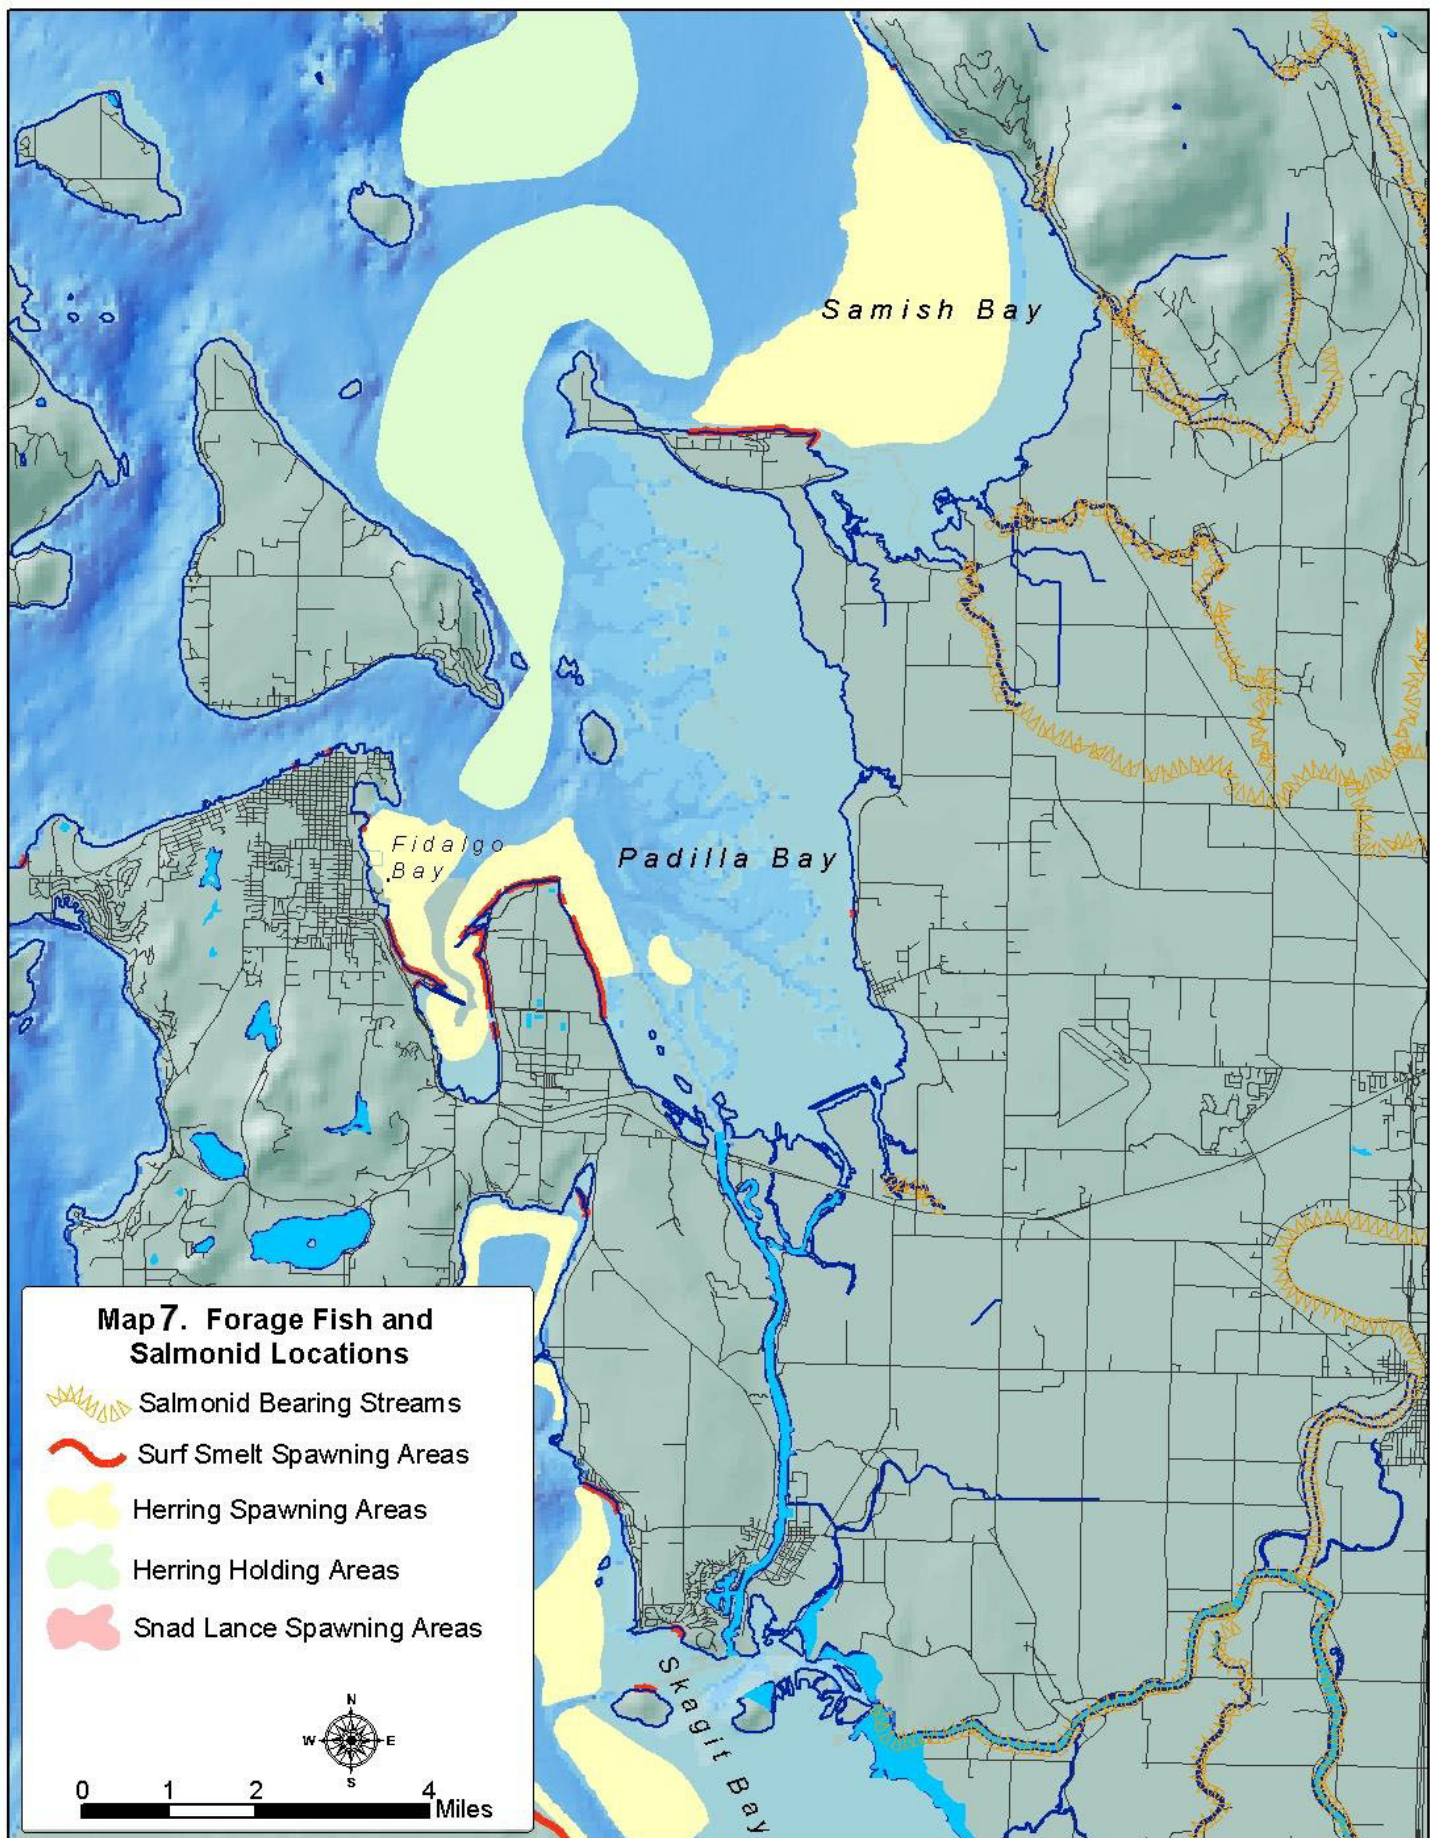 Samish Bay
Fidalgo
Bay
Padilla Bay
Skagit Bay
Map 7. Forage Fish and
Salmonid Locations
Salmonid Bearing Streams
Surf Smelt Spawning Areas
Herring Spawning Areas
Herring Holding Areas
Snad Lance Spawning Areas
N
W E
S
0 1 2 4
Miles